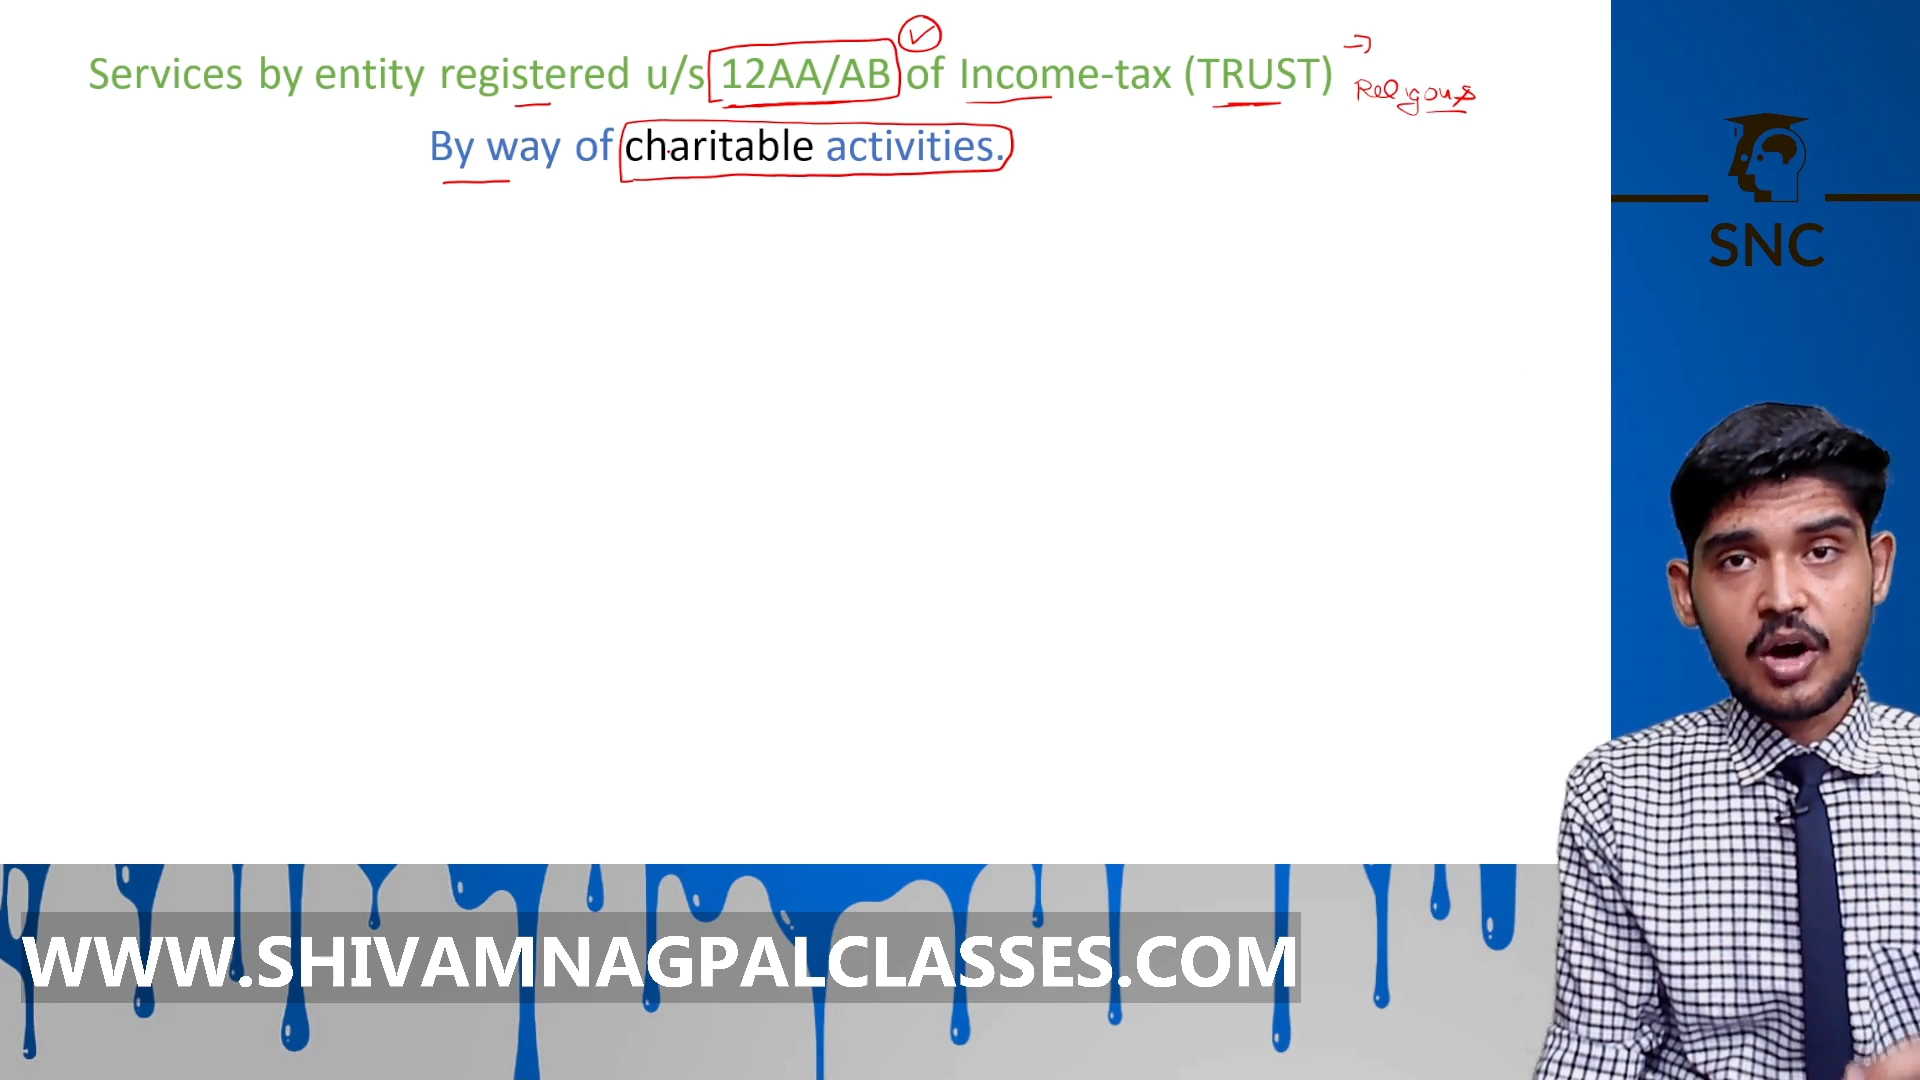 Services by entity registered u/s 12AA/AB of Income-tax (TRUST)
Religous
By way of charitable activities.
SNC
WWW.SHIVAMNAGPALCLASSES.COM